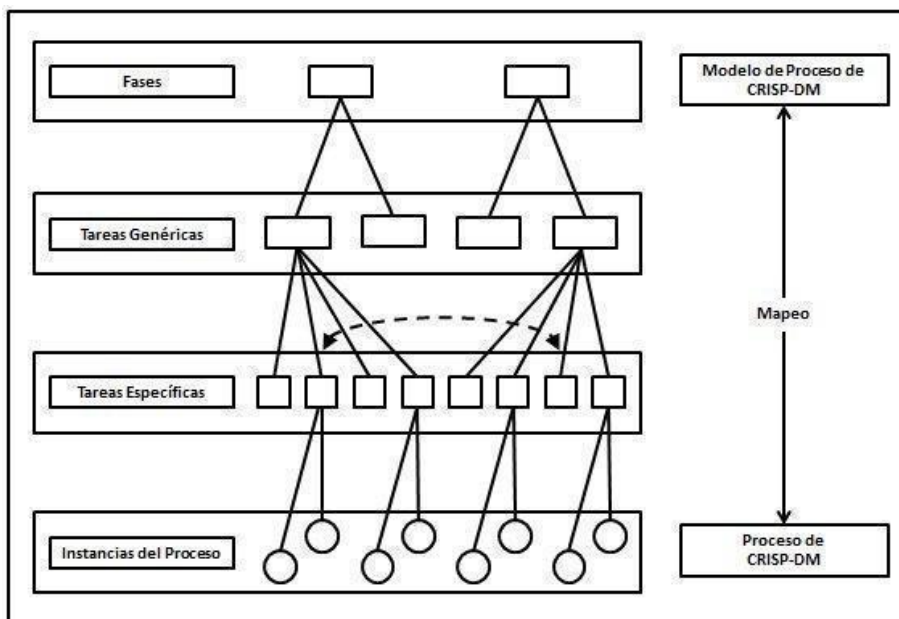 Fases
Modelo de Proceso de
CRISP-DM
Tareas Genéricas
Mapeo
Tareas Específicas
Instancias del Proceso
Proceso de
CRISP-DM